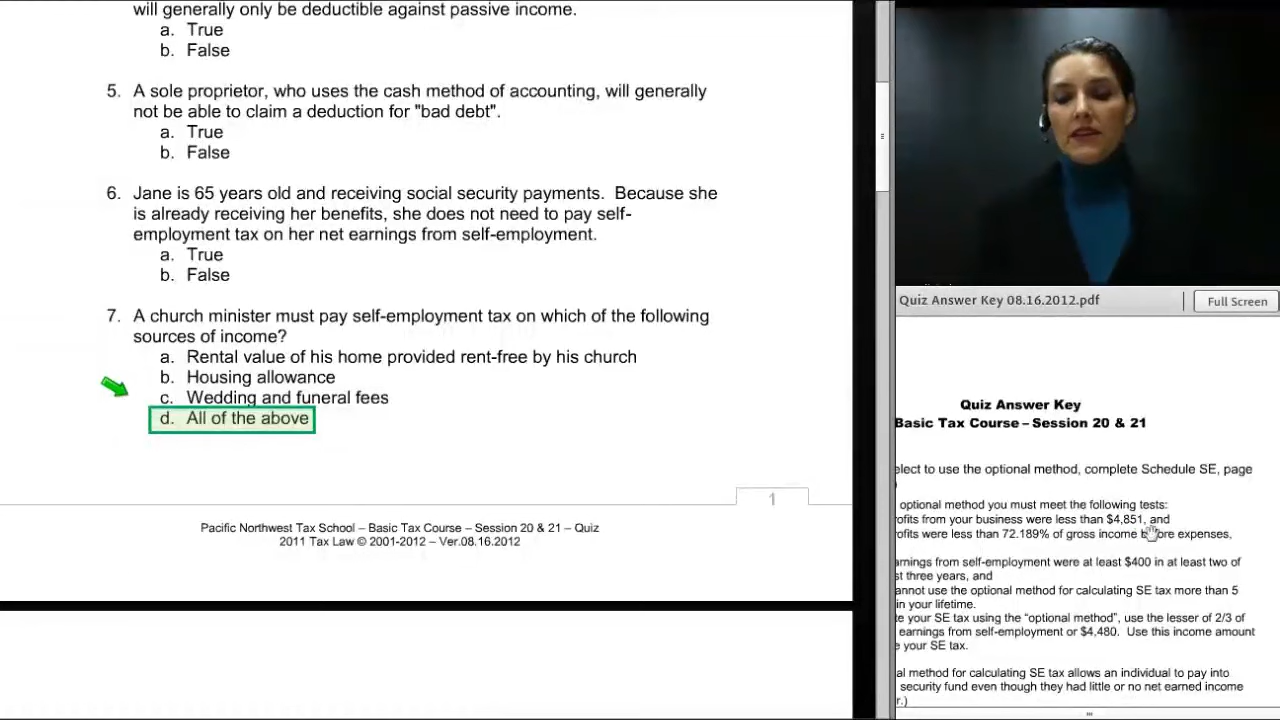 will generally only be deductible against passive income.
a. True
b. False
5. A sole proprietor, who uses the cash method of accounting, will generally
not be able to claim a deduction for "bad debt".
a. True
b. False
6. Jane is 65 years old and receiving social security payments. Because she
is already receiving her benefits, she does not need to pay self-
employment tax on her net earnings from self-employment.
a. True
b. False
7. A church minister must pay self-employment tax on which of the following
sources of income?
a. Rental value of his home provided rent-free by his church
b. Housing allowance
c. Wedding and funeral fees
d. All of the above
1
Pacific Northwest Tax School – Basic Tax Course – Session 20 & 21 – Quiz
2011 Tax Law © 2001-2012 – Ver.08.16.2012
Quiz Answer Key 08.16.2012.pdf
Full Screen
Quiz Answer Key
Basic Tax Course – Session 20 & 21
elect to use the optional method, complete Schedule SE, page
optional method you must meet the following tests:
rofits from your business were less than $4,851, and
rofits were less than 72.189% of gross income before expenses,
arnings from self-employment were at least $400 in at least two of
st three years, and
annot use the optional method for calculating SE tax more than 5
in your lifetime.
te your SE tax using the "optional method", use the lesser of 2/3 of
earnings from self-employment or $4,480. Use this income amount
e your SE tax.
al method for calculating SE tax allows an individual to pay into
security fund even though they had little or no net earned income
r.)